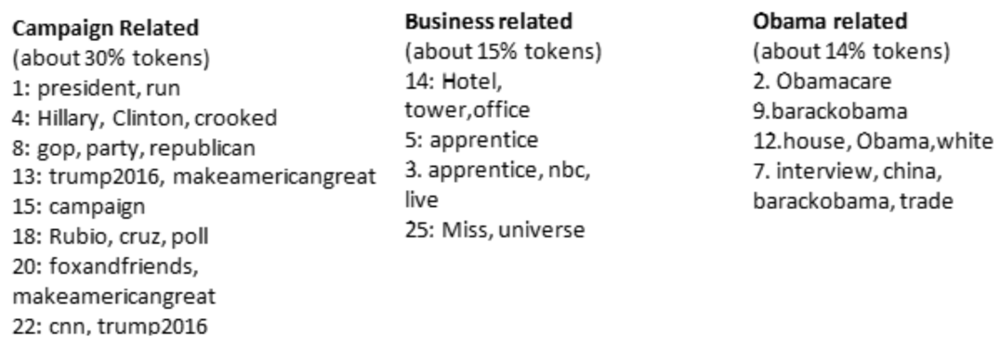 Campaign Related
(about 30% tokens)
1: president, run
4: Hillary, Clinton, crooked
8: gop, party, republican
13: trump2016, makeamericangreat
15: campaign
18: Rubio, cruz, poll
20: foxandfriends,
makeamericangreat
22: cnn, trump2016
Business related
(about 15% tokens)
14: Hotel,
tower,office
5: apprentice
3. apprentice, nbc,
live
25: Miss, universe
Obama related
(about 14% tokens)
2. Obamacare
9.barackobama
12.house, Obama,white
7. interview, china,
barackobama, trade